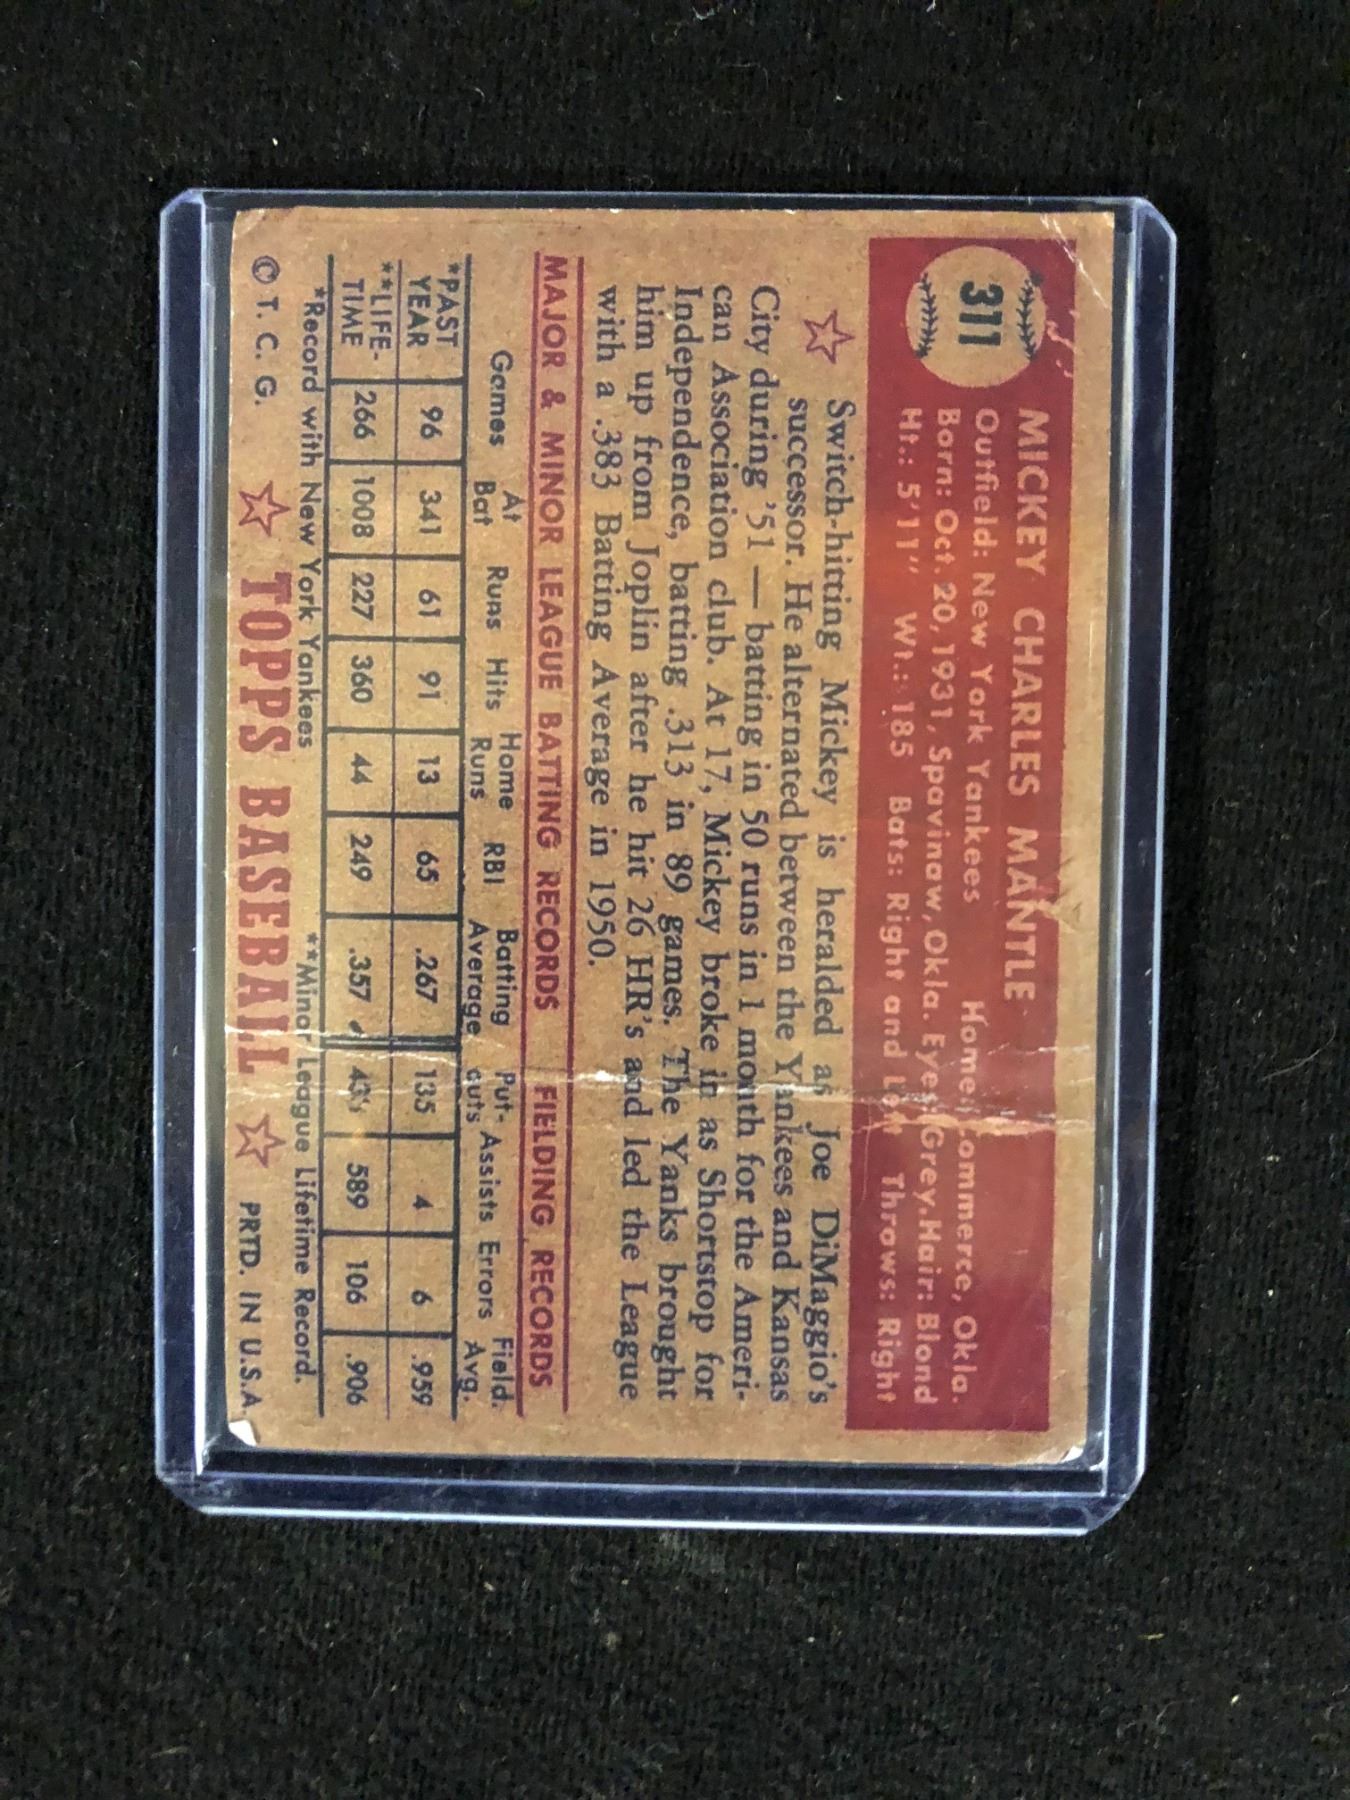 311
MICKEY CHARLES MANTLE
Outfield: New York Yankees Home: Commerce, Okla.
Born: Oct. 20, 1931, Spavinaw, Okla. Eyes: Grey. Hair: Blond
Ht.: 5'11" Wt.: 185 Bats: Right and Left Throws: Right
Switch-hitting Mickey is heralded as Joe DiMaggio's
successor. He alternated between the Yankees and Kansas
City during '51 — batting in 50 runs in 1 month for the Ameri-
can Association club. At 17, Mickey broke in as Shortstop for
Independence, batting .313 in 89 games. The Yanks brought
him up from Joplin after he hit 26 HR's and led the League
with a .383 Batting Average in 1950.
MAJOR & MINOR LEAGUE BATTING RECORDS FIELDING RECORDS
Games At Bat Runs Hits Home Runs RBI Batting Average Put-outs Assists Errors Field. Avg.
*PAST YEAR 96 341 61 91 13 65 .267 135 4 6 .959
**LIFE-TIME 266 1008 227 360 44 249 .357 589 106 .906
*Record with New York Yankees **Minor League Lifetime Record.
© T. C. G. TOPPS BASEBALL PRTD. IN U.S.A.